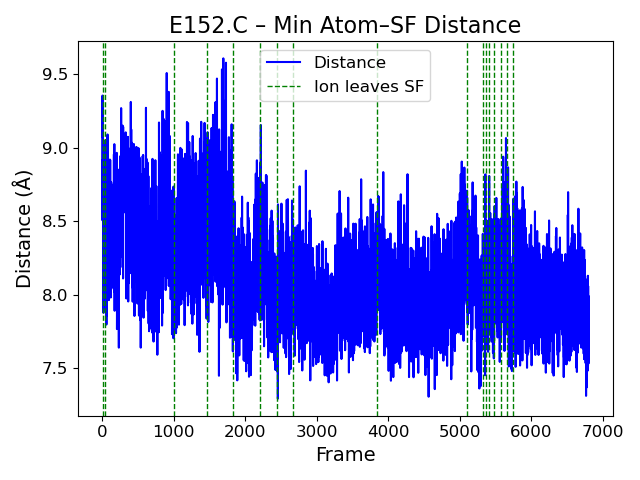 E152.C – Min Atom–SF Distance
Distance
Ion leaves SF
Distance (Å)
9.5
9.0
8.5
8.0
7.5
0 1000 2000 3000 4000 5000 6000 7000
Frame